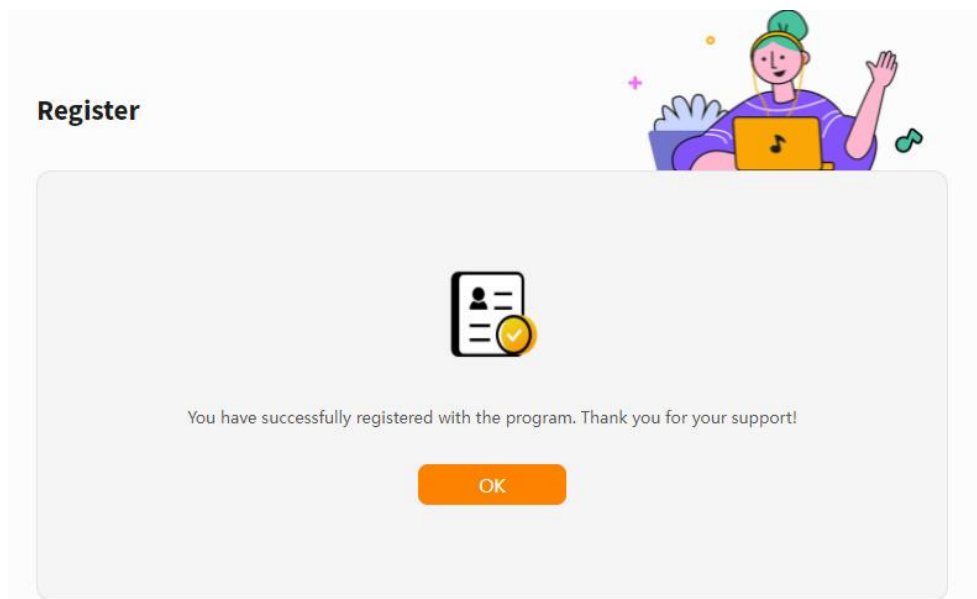 Register
You have successfully registered with the program. Thank you for your support!
OK